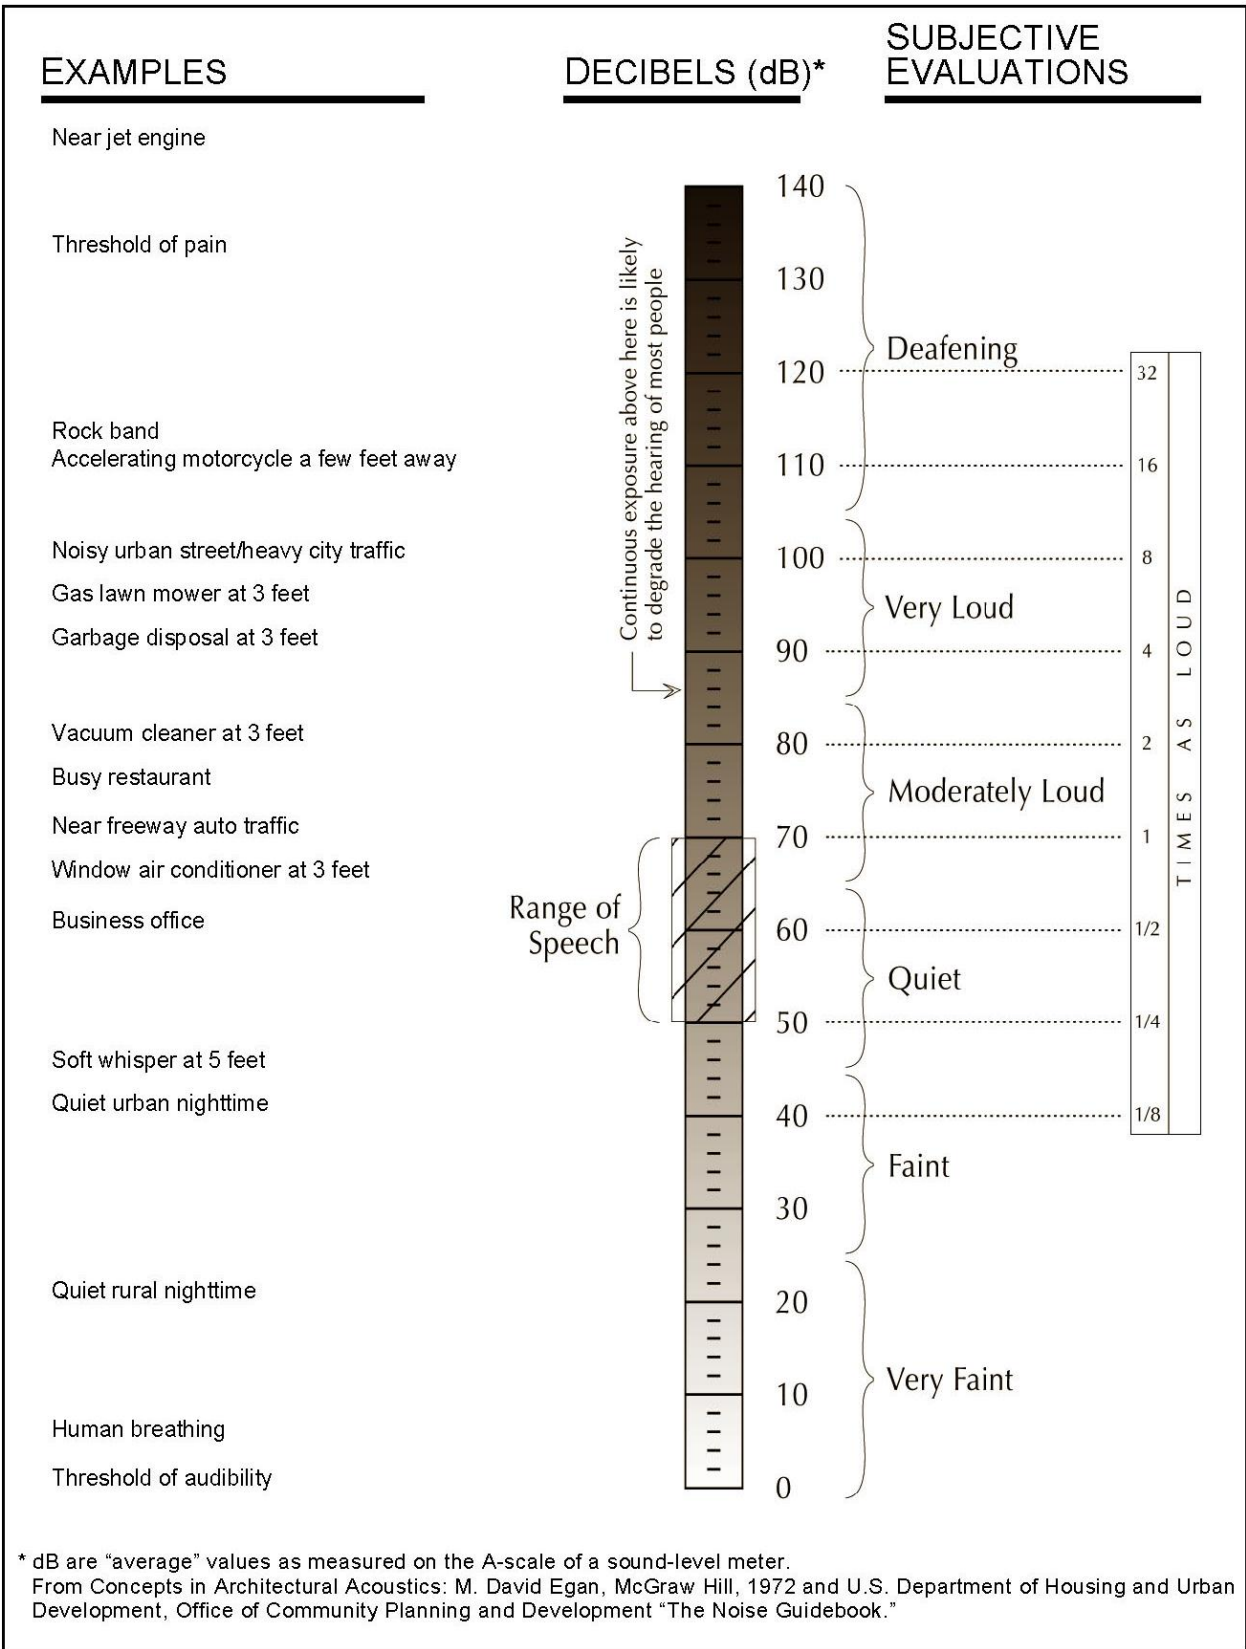 EXAMPLES
DECIBELS (dB)*
SUBJECTIVE
EVALUATIONS
Near jet engine
Threshold of pain
Rock band
Accelerating motorcycle a few feet away
Noisy urban street/heavy city traffic
Gas lawn mower at 3 feet
Garbage disposal at 3 feet
Vacuum cleaner at 3 feet
Busy restaurant
Near freeway auto traffic
Window air conditioner at 3 feet
Business office
Soft whisper at 5 feet
Quiet urban nighttime
Quiet rural nighttime
Human breathing
Threshold of audibility
Continuous exposure above here is likely
to degrade the hearing of most people
Range of
Speech
140
130
120
110
100
90
80
70
60
50
40
30
20
10
0
Deafening
Very Loud
Moderately Loud
Quiet
Faint
Very Faint
32
16
8
4
2
1
1/2
1/4
1/8
TIMES AS LOUD
* dB are “average” values as measured on the A-scale of a sound-level meter.
From Concepts in Architectural Acoustics: M. David Egan, McGraw Hill, 1972 and U.S. Department of Housing and Urban
Development, Office of Community Planning and Development “The Noise Guidebook.”